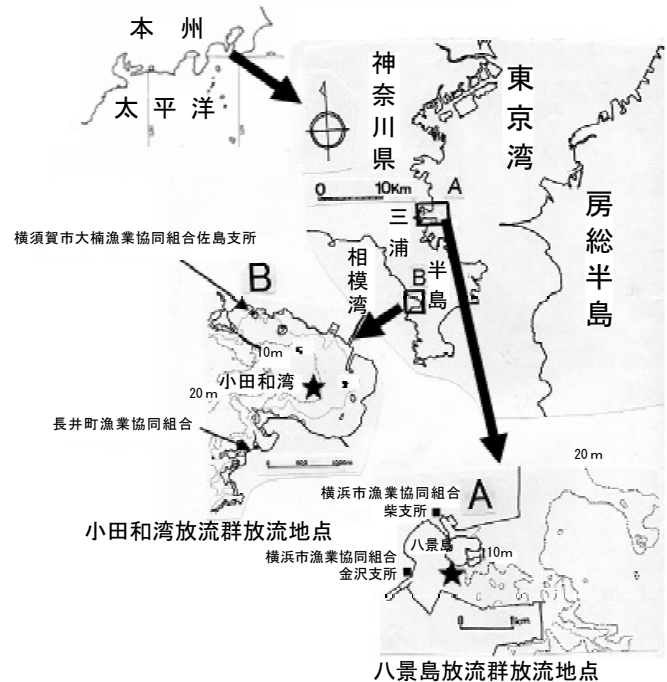 本州
太平洋
神奈川県
東京湾
0 10Km
A
三浦半島
房総半島
相模湾
B
横須賀市大楠漁業協同組合佐島支所
B
10m
小田和湾
20m
長井町漁業協同組合
小田和湾放流群放流地点
20m
横浜市漁業協同組合
柴支所
A
八景島
10m
横浜市漁業協同組合
金沢支所
0 1km
八景島放流群放流地点